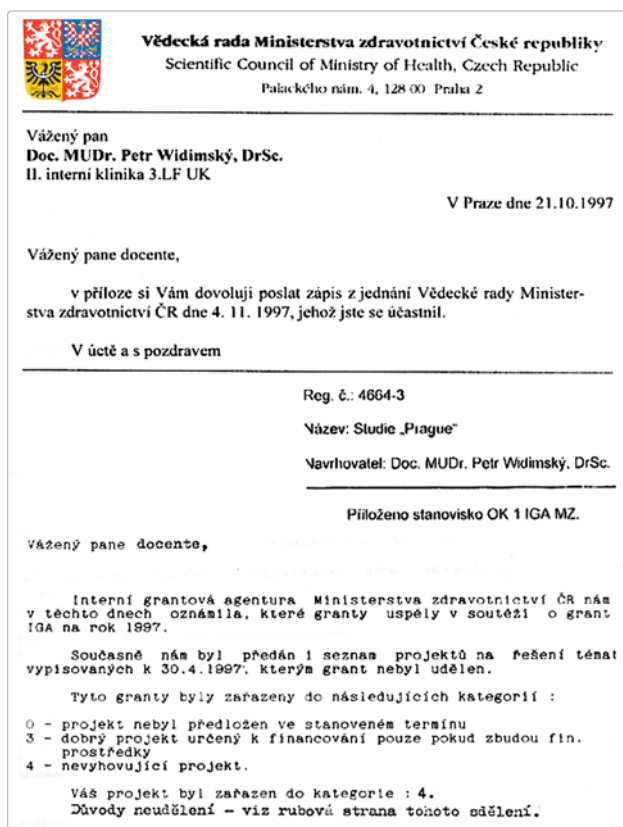 Vědecká rada Ministerstva zdravotnictví České republiky
Scientific Council of Ministry of Health, Czech Republic
Palackého nám. 4, 128 00 Praha 2
Vážený pan
Doc. MUDr. Petr Widimský, DrSc.
II. interní klinika 3.LF UK
V Praze dne 21.10.1997
Vážený pane docente,
v příloze si Vám dovoluji poslat zápis z jednání Vědecké rady Minister-
stva zdravotnictví ČR dne 4. 11. 1997, jehož jste se účastnil.
V úctě a s pozdravem
Reg. č.: 4664-3
Název: Studie „Prague“
Navrhovatel: Doc. MUDr. Petr Widimský, DrSc.
Přiloženo stanovisko OK 1 IGA MZ.
Vážený pane docente,
Interní grantová agentura Ministerstva zdravotnictví ČR nám
v těchto dnech oznámila, které granty uspěly v soutěži o grant
IGA na rok 1997.
Současně nám byl předán i seznam projektů na řešení témat
vypisovaných k 30.4.1997, kterým grant nebyl udělen.
Tyto granty byly zařazeny do následujících kategorií :
0 - projekt nebyl předložen ve stanoveném termínu
3 - dobrý projekt určený k financování pouze pokud zbudou fin.
prostředky
4 - nevyhovující projekt.
Váš projekt byl zařazen do kategorie : 4.
Důvody neudělení - viz rubová strana tohoto sdělení.